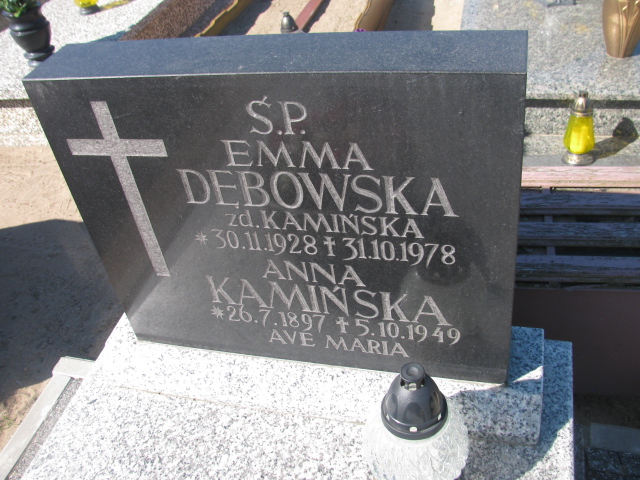 Ś.P.
EMMA
DĘBOWSKA
zd. KAMIŃSKA
*30.11.1928 ✝ 31.10.1978
ANNA
KAMIŃSKA
*26.7.1897 ✝ 5.10.1949
AVE MARIA